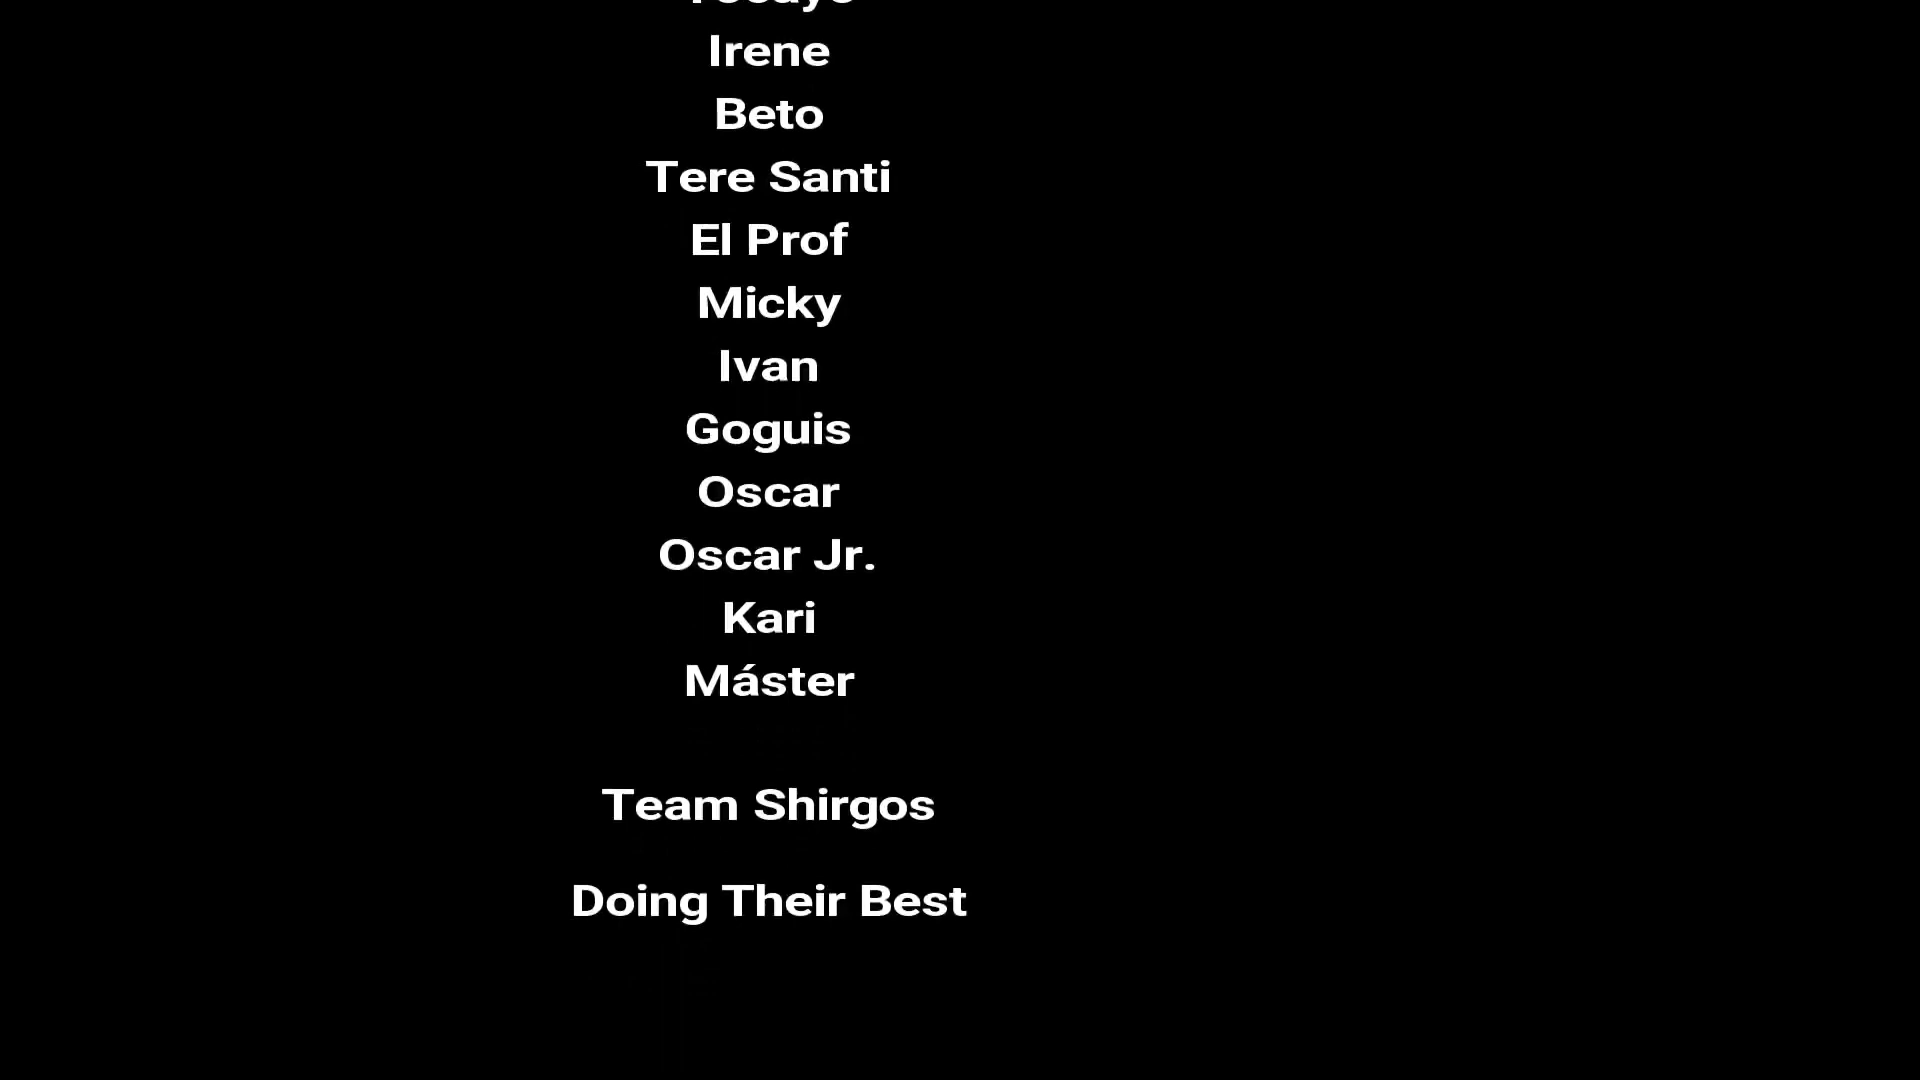 Irene
Beto
Tere Santi
El Prof
Micky
Ivan
Goguis
Oscar
Oscar Jr.
Kari
Máster
Team Shirgos
Doing Their Best